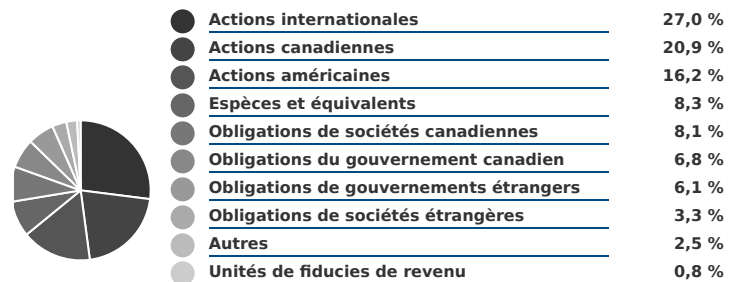 Actions internationales 27,0 %
Actions canadiennes 20,9 %
Actions américaines 16,2 %
Espèces et équivalents 8,3 %
Obligations de sociétés canadiennes 8,1 %
Obligations du gouvernement canadien 6,8 %
Obligations de gouvernements étrangers 6,1 %
Obligations de sociétés étrangères 3,3 %
Autres 2,5 %
Unités de fiducies de revenu 0,8 %